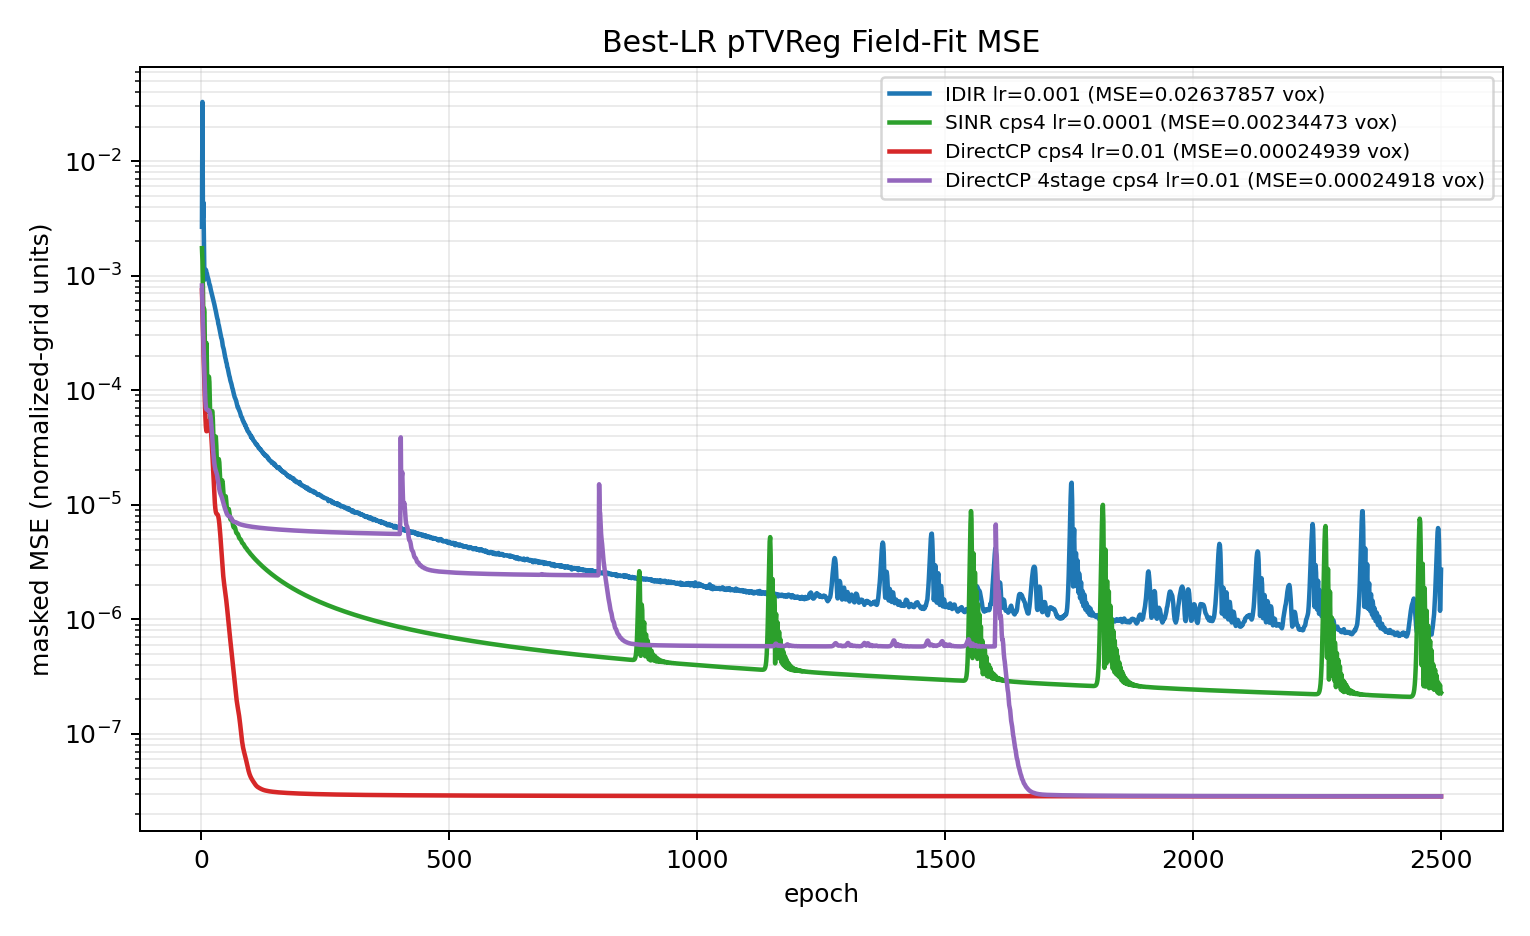 Best-LR pTVReg Field-Fit MSE
IDIR lr=0.001 (MSE=0.02637857 vox)
SINR cps4 lr=0.0001 (MSE=0.00234473 vox)
DirectCP cps4 lr=0.01 (MSE=0.00024939 vox)
DirectCP 4stage cps4 lr=0.01 (MSE=0.00024918 vox)
masked MSE (normalized-grid units)
10⁻²
10⁻³
10⁻⁴
10⁻⁵
10⁻⁶
10⁻⁷
0 500 1000 1500 2000 2500
epoch